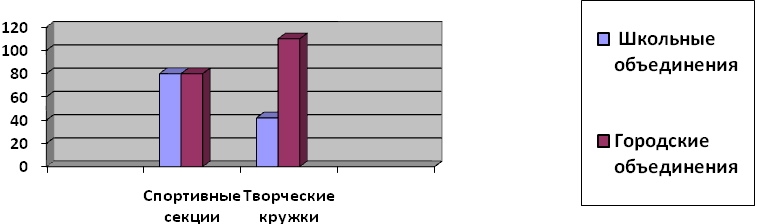 120
100
80
60
40
20
0
Спортивные секции
Творческие кружки
Школьные
объединения
Городские
объединения